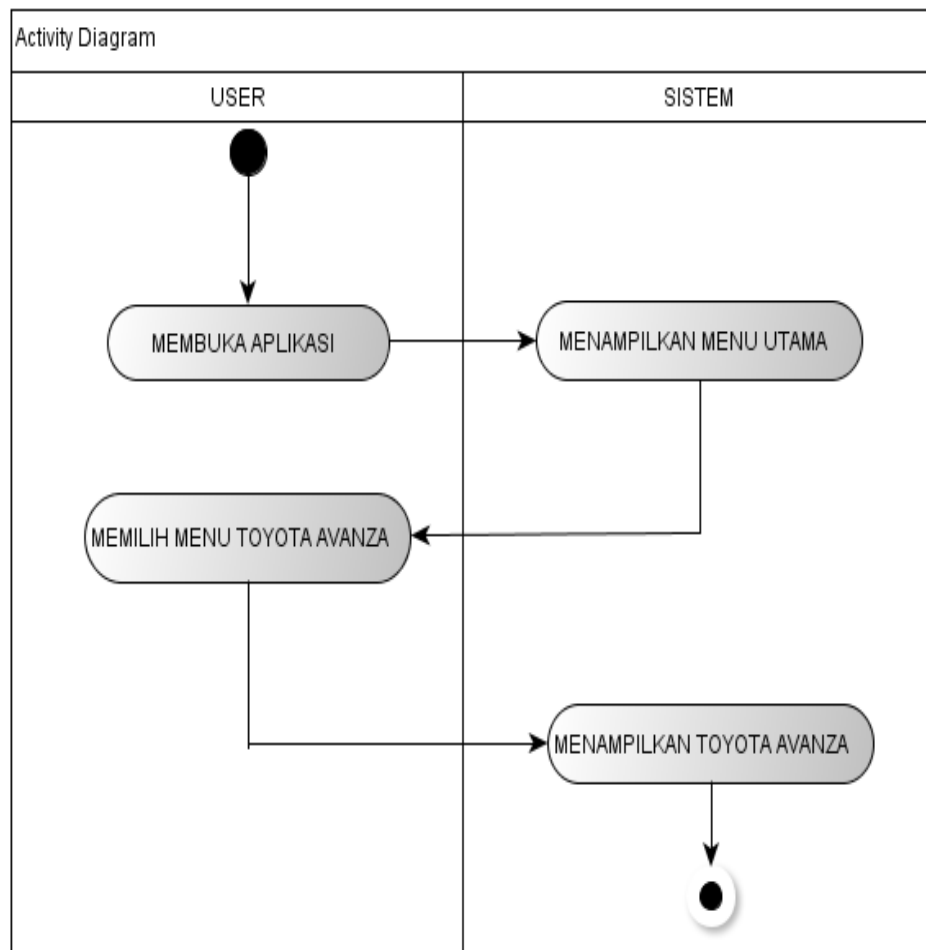 Activity Diagram
USER
SISTEM
MEMBUKA APLIKASI
MENAMPILKAN MENU UTAMA
MEMILIH MENU TOYOTA AVANZA
MENAMPILKAN TOYOTA AVANZA